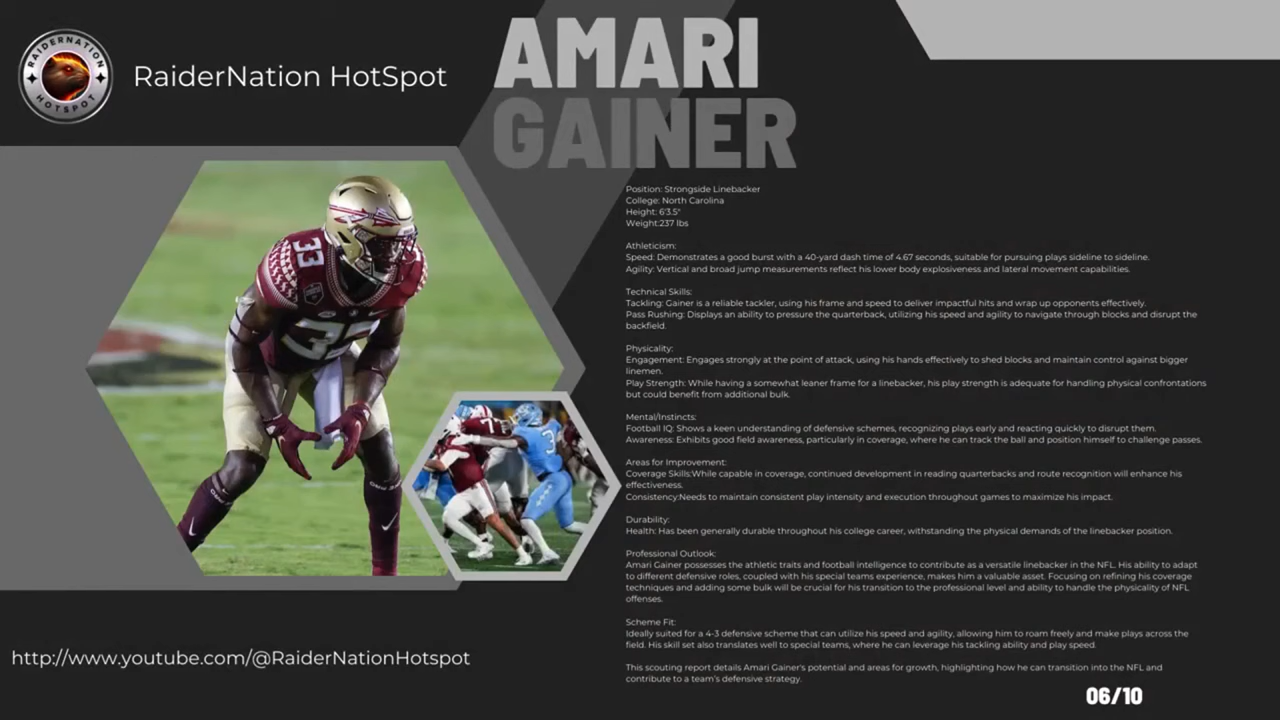 RAIDERNATION
HOTSPOT
RaiderNation HotSpot
AMARI
GAINER
33
33
77
3
Position: Strongside Linebacker
College: North Carolina
Height: 6'3.5"
Weight:237 lbs
Athleticism:
Speed: Demonstrates a good burst with a 40-yard dash time of 4.67 seconds, suitable for pursuing plays sideline to sideline.
Agility: Vertical and broad jump measurements reflect his lower body explosiveness and lateral movement capabilities.
Technical Skills:
Tackling: Gainer is a reliable tackler, using his frame and speed to deliver impactful hits and wrap up opponents effectively.
Pass Rushing: Displays an ability to pressure the quarterback, utilizing his speed and agility to navigate through blocks and disrupt the
backfield.
Physicality:
Engagement: Engages strongly at the point of attack, using his hands effectively to shed blocks and maintain control against bigger
linemen.
Play Strength: While having a somewhat leaner frame for a linebacker, his play strength is adequate for handling physical confrontations
but could benefit from additional bulk.
Mental/Instincts:
Football IQ: Shows a keen understanding of defensive schemes, recognizing plays early and reacting quickly to disrupt them.
Awareness: Exhibits good field awareness, particularly in coverage, where he can track the ball and position himself to challenge passes.
Areas for Improvement:
Coverage Skills:While capable in coverage, continued development in reading quarterbacks and route recognition will enhance his
effectiveness.
Consistency:Needs to maintain consistent play intensity and execution throughout games to maximize his impact.
Durability:
Health: Has been generally durable throughout his college career, withstanding the physical demands of the linebacker position.
Professional Outlook:
Amari Gainer possesses the athletic traits and football intelligence to contribute as a versatile linebacker in the NFL. His ability to adapt
to different defensive roles, coupled with his special teams experience, makes him a valuable asset. Focusing on refining his coverage
techniques and adding some bulk will be crucial for his transition to the professional level and ability to handle the physicality of NFL
offenses.
Scheme Fit:
Ideally suited for a 4-3 defensive scheme that can utilize his speed and agility, allowing him to roam freely and make plays across the
field. His skill set also translates well to special teams, where he can leverage his tackling ability and play speed.
This scouting report details Amari Gainer's potential and areas for growth, highlighting how he can transition into the NFL and
contribute to a team's defensive strategy.
http://www.youtube.com/@RaiderNationHotspot
06/10